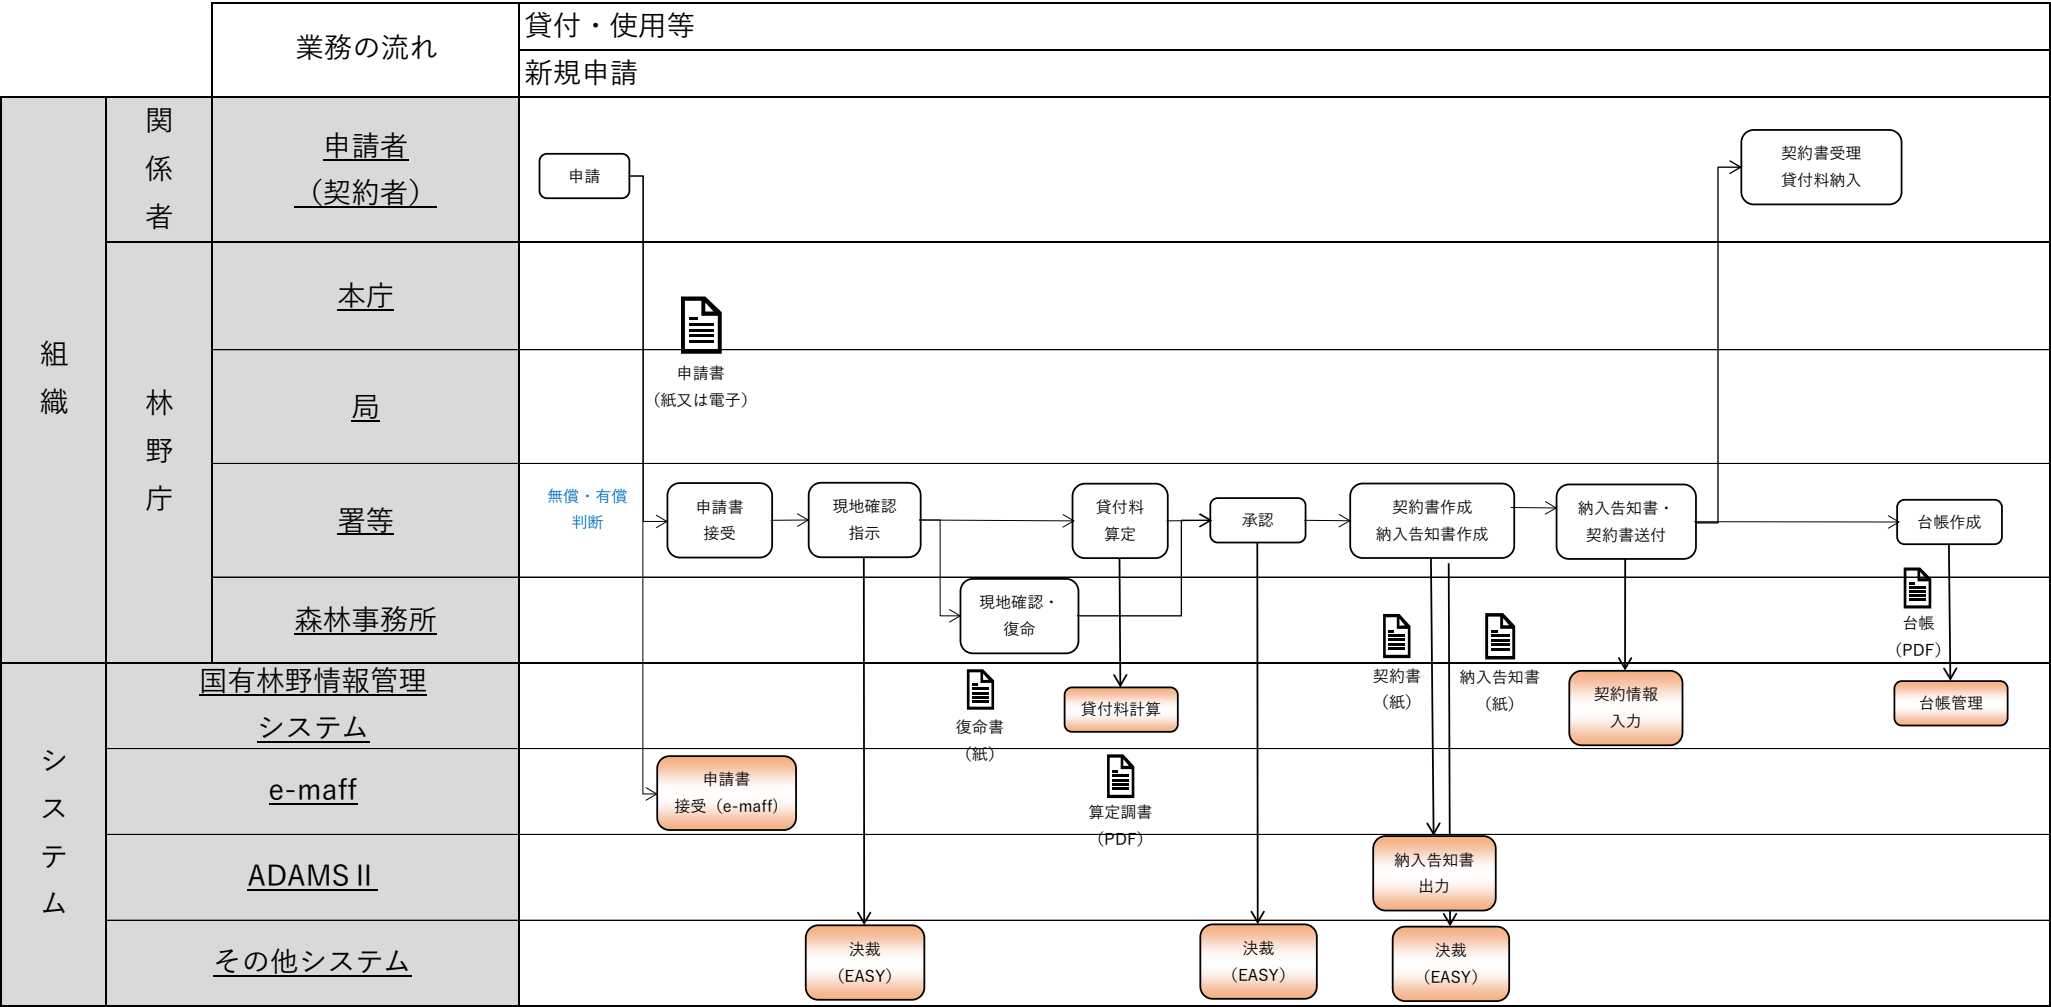 業務の流れ
貸付・使用等
新規申請
組織
関係者
申請者
（契約者）
申請
契約書受理
貸付料納入
林野庁
本庁
申請書
（紙又は電子）
局
署等
無償・有償
判断
申請書
接受
現地確認
指示
貸付料
算定
承認
契約書作成
納入告知書作成
納入告知書・
契約書送付
台帳作成
森林事務所
現地確認・
復命
契約書
（紙）
納入告知書
（紙）
台帳
（PDF）
システム
国有林野情報管理
システム
復命書
（紙）
貸付料計算
契約情報
入力
台帳管理
e-maff
申請書
接受（e-maff）
算定調書
（PDF）
ADAMSⅡ
納入告知書
出力
その他システム
決裁
（EASY）
決裁
（EASY）
決裁
（EASY）